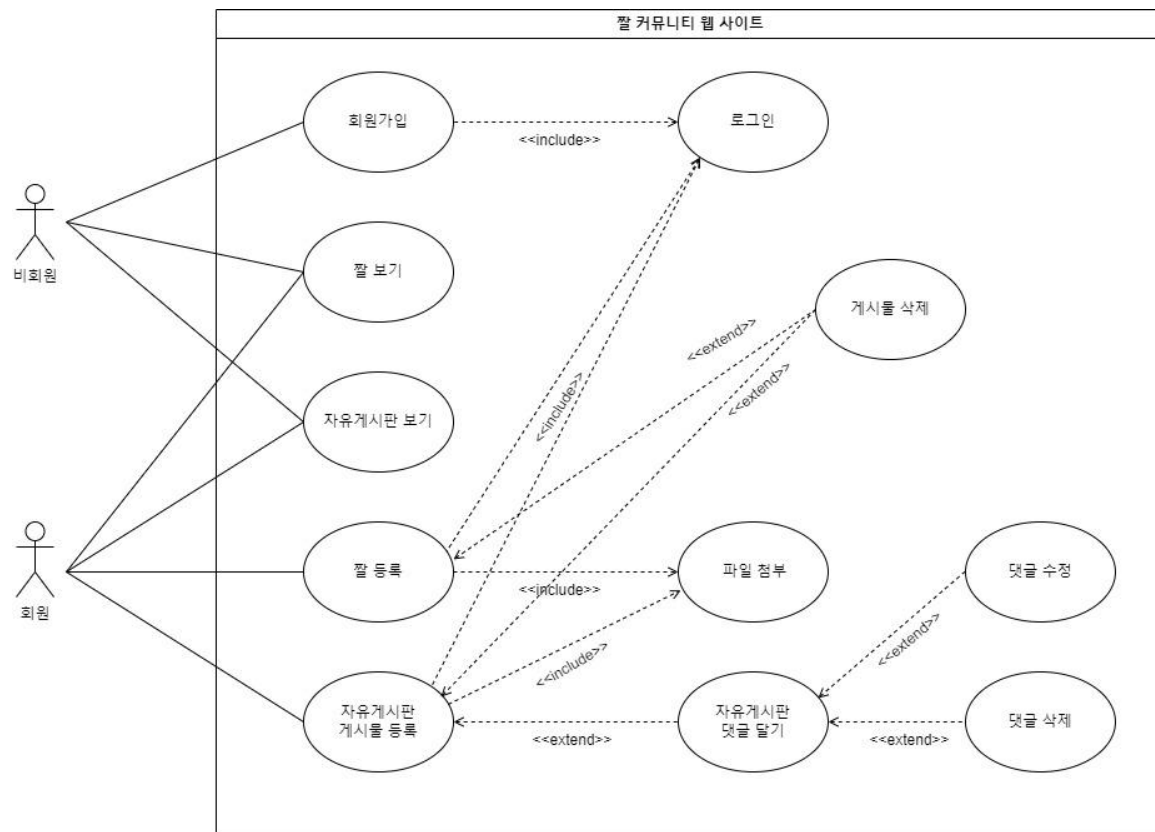 짤 커뮤니티 웹 사이트
회원가입
<<include>>
로그인
비회원
짤 보기
게시물 삭제
<<extend>>
<<extend>>
<<include>>
자유게시판 보기
회원
짤 등록
<<include>>
파일 첨부
댓글 수정
<<extend>>
<<include>>
자유게시판
게시물 등록
<<extend>>
자유게시판
댓글 달기
<<extend>>
댓글 삭제